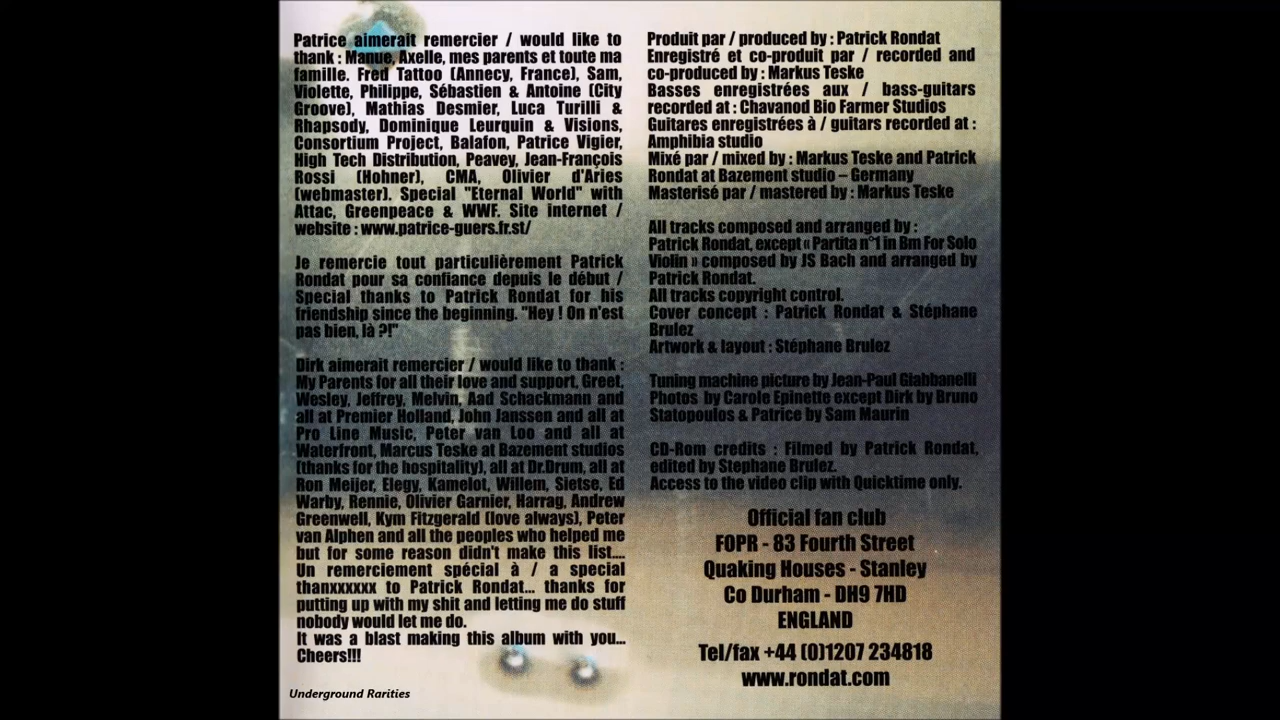 Patrice aimerait remercier / would like to
thank : Manue, Axelle, mes parents et toute ma
famille. Fred Tattoo (Annecy, France), Sam,
Violette, Philippe, Sébastien & Antoine (City
Groove), Mathias Desmier, Luca Turilli &
Rhapsody, Dominique Leurquin & Visions,
Consortium Project, Balafon, Patrice Vigier,
High Tech Distribution, Peavey, Jean-François
Rossi (Hohner), CMA, Olivier d'Aries
(webmaster). Special "Eternal World" with
Attac, Greenpeace & WWF. Site internet /
website : www.patrice-guers.fr.st/
Je remercie tout particulièrement Patrick
Rondat pour sa confiance depuis le début /
Special thanks to Patrick Rondat for his
friendship since the beginning. "Hey ! On n'est
pas bien, là ?!"
Dirk aimerait remercier / would like to thank :
My Parents for all their love and support, Greet,
Wesley, Jeffrey, Melvin, Aad Schackmann and
all at Premier Holland, John Janssen and all at
Pro Line Music, Peter van Loo and all at
Waterfront, Marcus Teske at Bazement studios
(thanks for the hospitality), all at Dr.Drum, all at
Ron Meijer, Elegy, Kamelot, Willem, Sietse, Ed
Warby, Rennie, Olivier Garnier, Harrag, Andrew
Greenwell, Kym Fitzgerald (love always), Peter
van Alphen and all the peoples who helped me
but for some reason didn't make this list....
Un remerciement spécial à / a special
thanxxxxxx to Patrick Rondat... thanks for
putting up with my shit and letting me do stuff
nobody would let me do.
It was a blast making this album with you...
Cheers!!!
Underground Rarities
Produit par / produced by : Patrick Rondat
Enregistré et co-produit par / recorded and
co-produced by : Markus Teske
Basses enregistrées aux / bass-guitars
recorded at : Chavanod Bio Farmer Studios
Guitares enregistrées à / guitars recorded at :
Amphibia studio
Mixé par / mixed by : Markus Teske and Patrick
Rondat at Bazement studio – Germany
Masterisé par / mastered by : Markus Teske
All tracks composed and arranged by :
Patrick Rondat, except « Partita n°1 in Bm For Solo
Violin » composed by JS Bach and arranged by
Patrick Rondat.
All tracks copyright control.
Cover concept : Patrick Rondat & Stéphane
Brulez
Artwork & layout : Stéphane Brulez
Tuning machine picture by Jean-Paul Giabbanelli
Photos by Carole Epinette except Dirk by Bruno
Statopoulos & Patrice by Sam Maurin
CD-Rom credits : Filmed by Patrick Rondat,
edited by Stephane Brulez.
Access to the video clip with Quicktime only.
Official fan club
FOPR - 83 Fourth Street
Quaking Houses - Stanley
Co Durham - DH9 7HD
ENGLAND
Tel/fax +44 (0)1207 234818
www.rondat.com